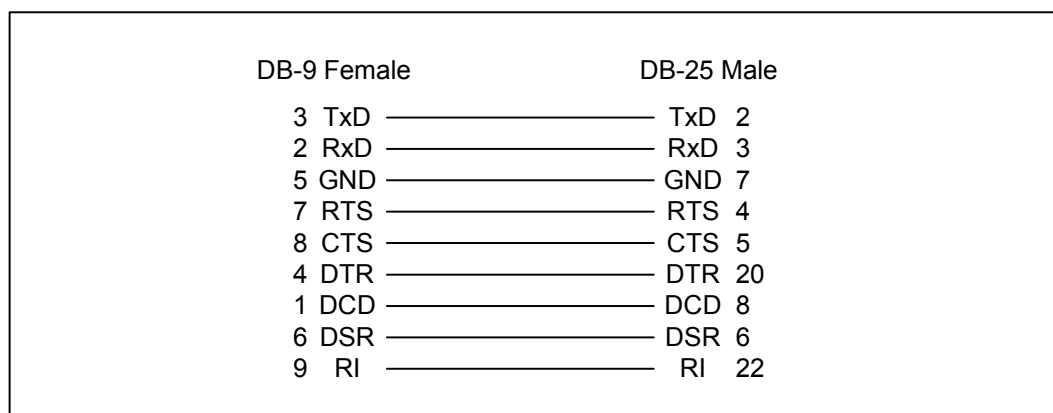 DB-9 Female DB-25 Male
3 TxD TxD 2
2 RxD RxD 3
5 GND GND 7
7 RTS RTS 4
8 CTS CTS 5
4 DTR DTR 20
1 DCD DCD 8
6 DSR DSR 6
9 RI RI 22